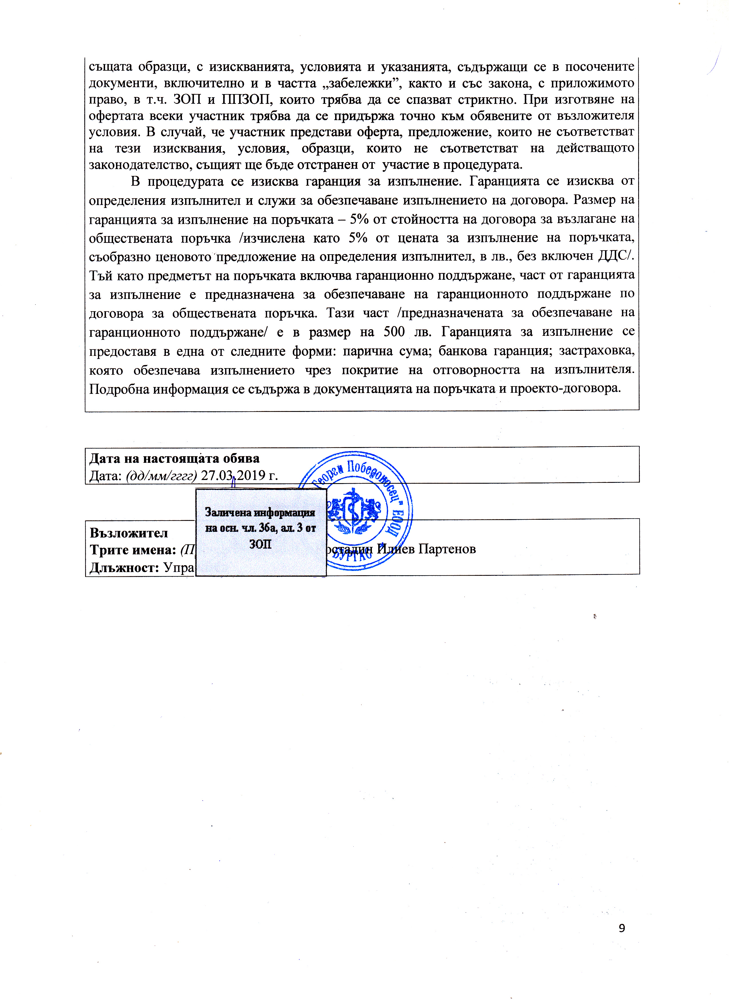 същата образци, с изискванията, условията и указанията, съдържащи се в посочените
документи, включително и в частта „забележки”, както и със закона, с приложимото
право, в т.ч. ЗОП и ППЗОП, които трябва да се спазват стриктно. При изготвяне на
офертата всеки участник трябва да се придържа точно към обявените от възложителя
условия. В случай, че участник представи оферта, предложение, които не съответстват
на тези изисквания, условия, образци, които не съответстват на действащото
законодателство, същият ще бъде отстранен от участие в процедурата.
В процедурата се изисква гаранция за изпълнение. Гаранцията се изисква от
определения изпълнител и служи за обезпечаване изпълнението на договора. Размер на
гаранцията за изпълнение на поръчката – 5% от стойността на договора за възлагане на
обществената поръчка /изчислена като 5% от цената за изпълнение на поръчката,
съобразно ценовото предложение на определения изпълнител, в лв., без включен ДДС/.
Тъй като предметът на поръчката включва гаранционно поддържане, част от гаранцията
за изпълнение е предназначена за обезпечаване на гаранционното поддържане по
договора за обществената поръчка. Тази част /предназначената за обезпечаване на
гаранционното поддържане/ е в размер на 500 лв. Гаранцията за изпълнение се
предоставя в една от следните форми: парична сума; банкова гаранция; застраховка,
която обезпечава изпълнението чрез покритие на отговорността на изпълнителя.
Подробна информация се съдържа в документацията на поръчката и проекто-договора.
Дата на настоящата обява
Дата: (дд/мм/гггг) 27.03.2019 г.
Георги Победоносец" ЕООД
БУРГАС *
Заличена информация
на осн. чл. 36а, ал. 3 от
ЗОП
Възложител
Трите имена: (П остадин Илиев Партенов
Длъжност: Упра
9